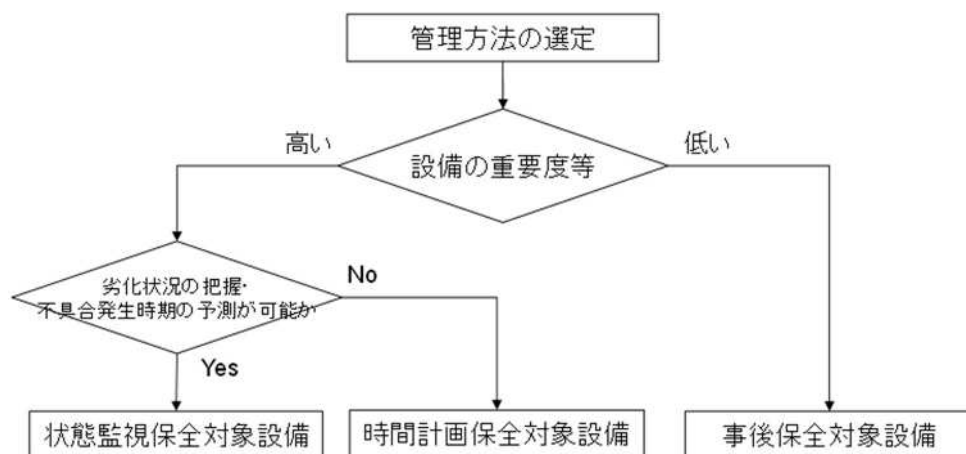 管理方法の選定
高い
低い
設備の重要度等
劣化状況の把握・
不具合発生時期の予測が可能か
No
Yes
状態監視保全対象設備
時間計画保全対象設備
事後保全対象設備